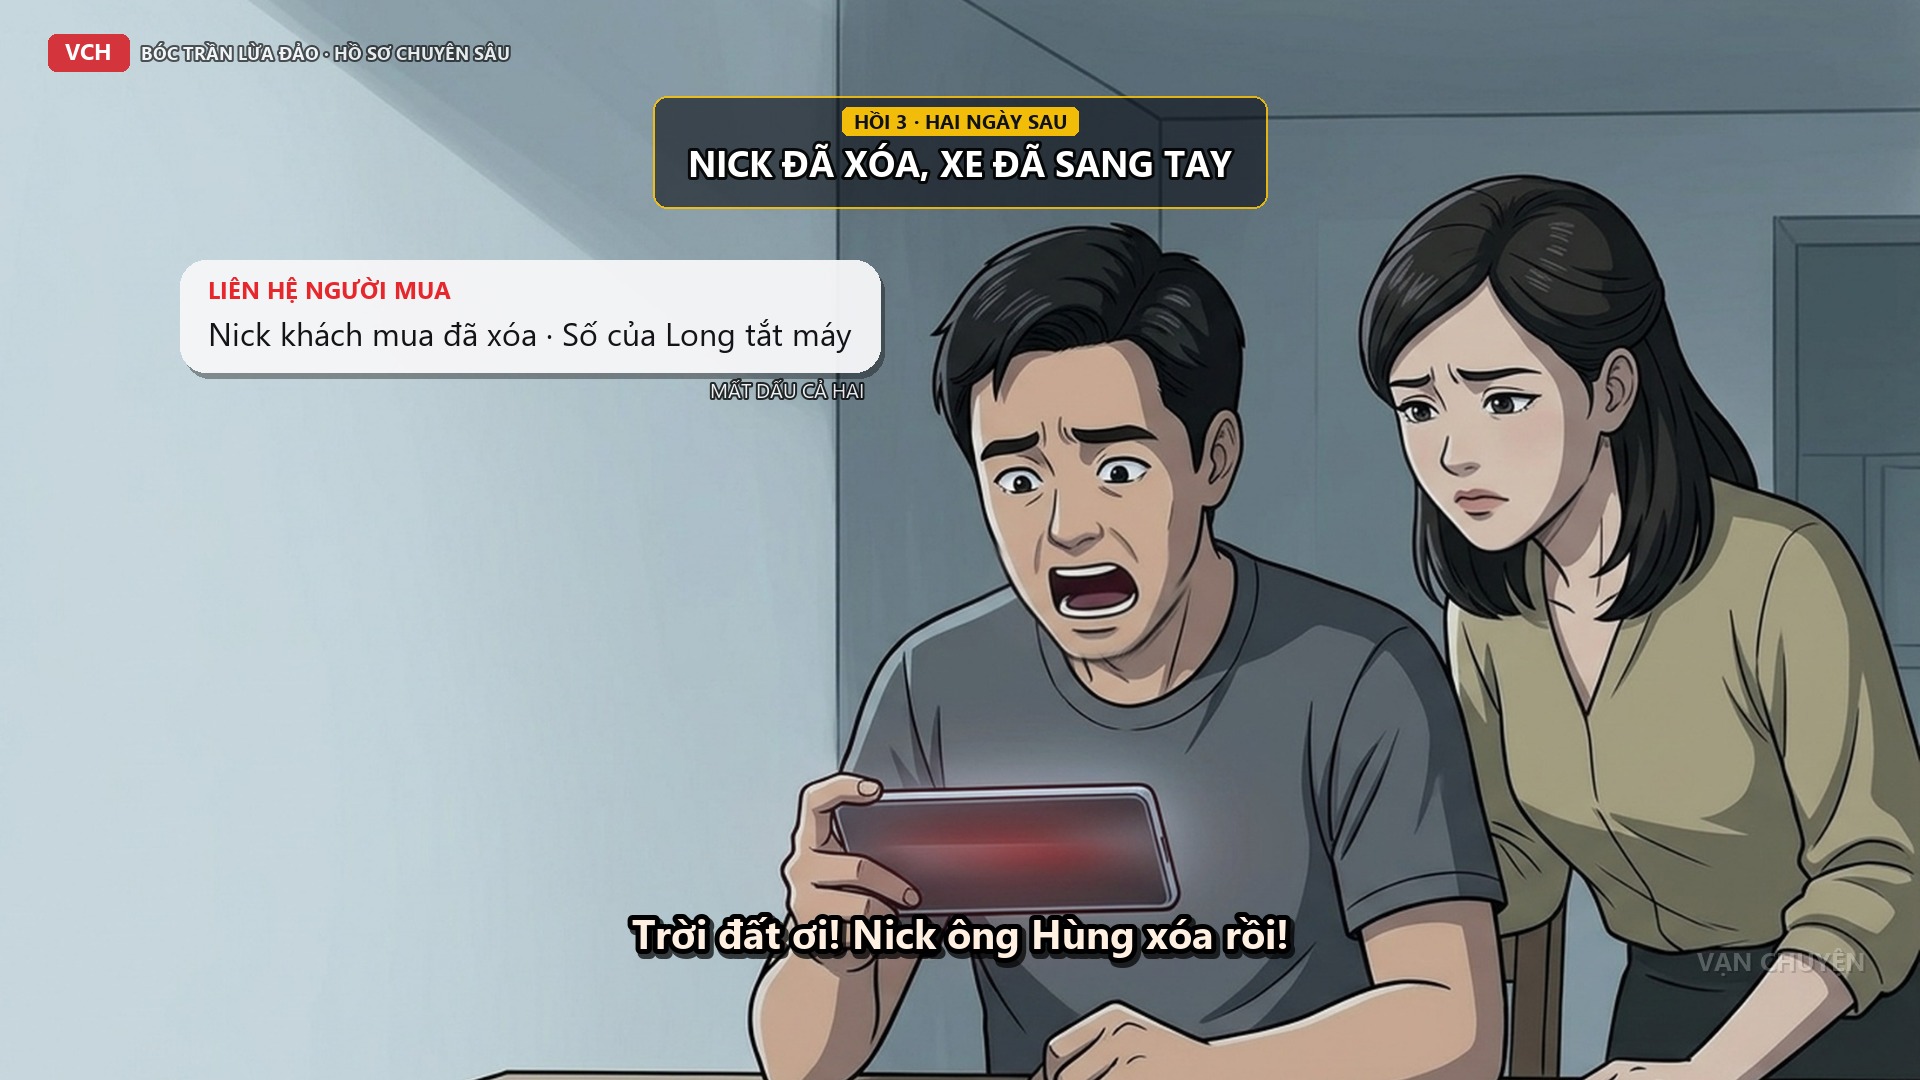 VCH
BÓC TRẦN LỪA ĐẢO · HỒ SƠ CHUYÊN SÂU
HỒI 3 · HAI NGÀY SAU
NICK ĐÃ XÓA, XE ĐÃ SANG TAY
LIÊN HỆ NGƯỜI MUA
Nick khách mua đã xóa · Số của Long tắt máy
MẤT DẤU CẢ HAI
Trời đất ơi! Nick ông Hùng xóa rồi!
VẠN CHUYỆN